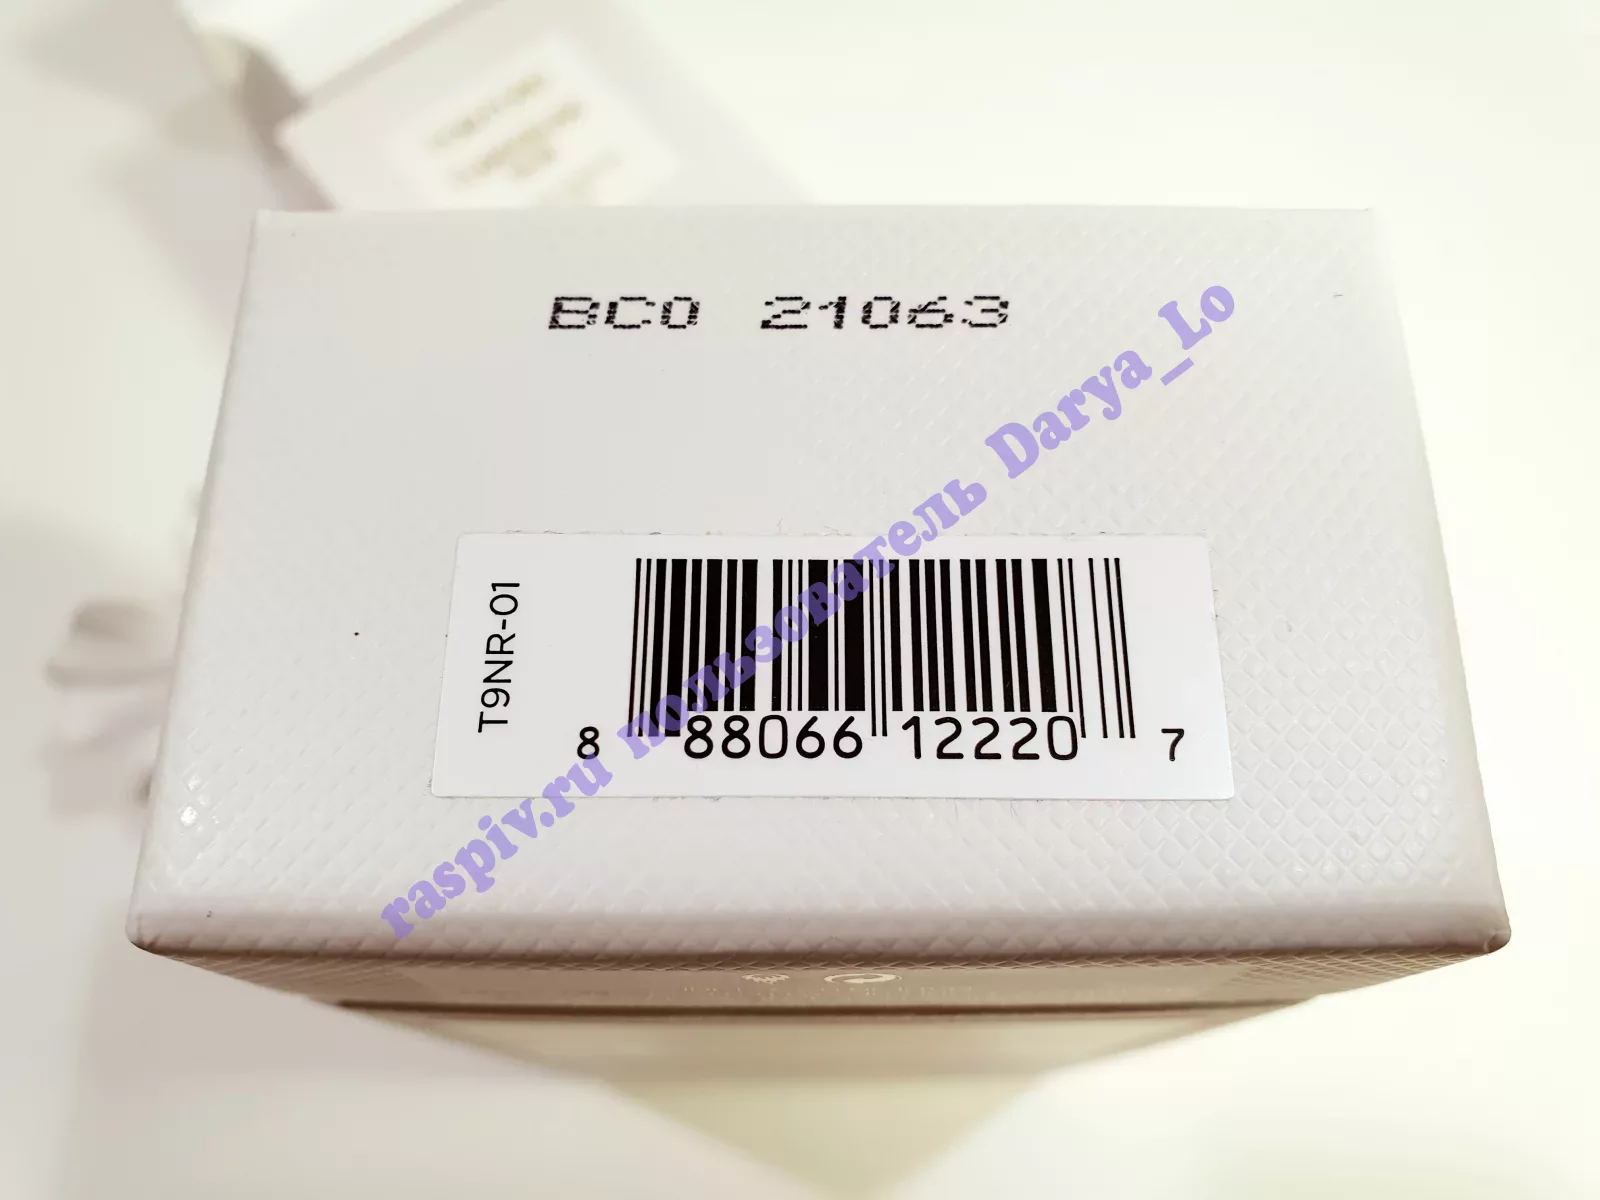 BC0 21063
T9NR-01
8 88066 12220 7
raspiv.ru пользователь Darya_Lo